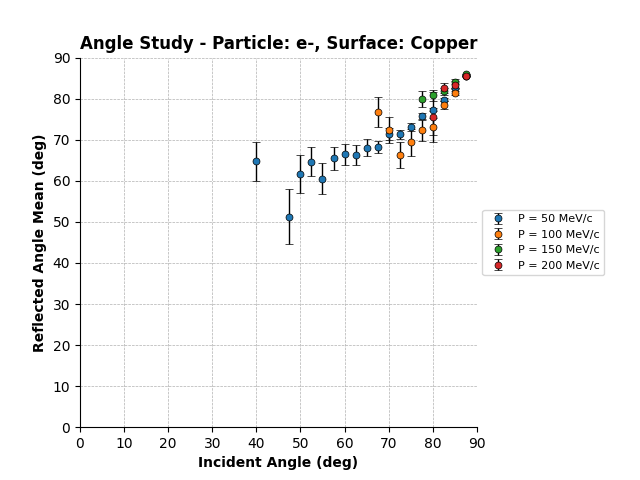 Angle Study - Particle: e-, Surface: Copper
90
80
70
60
50
40
30
20
10
0
Reflected Angle Mean (deg)
0 10 20 30 40 50 60 70 80 90
Incident Angle (deg)
P = 50 MeV/c
P = 100 MeV/c
P = 150 MeV/c
P = 200 MeV/c